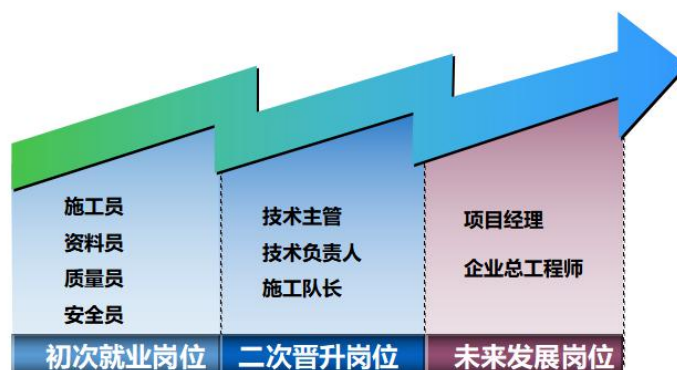 施工员
资料员
质量员
安全员
初次就业岗位
技术主管
技术负责人
施工队长
二次晋升岗位
项目经理
企业总工程师
未来发展岗位